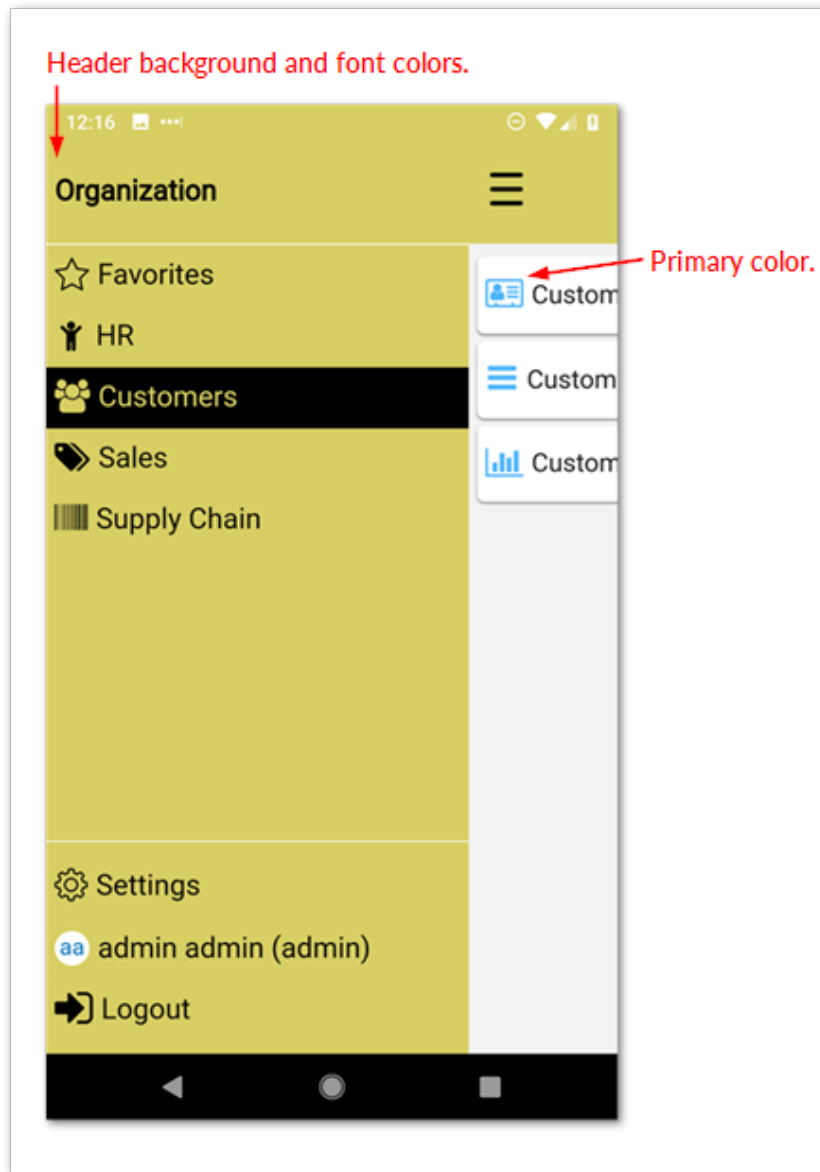 Header background and font colors.
12:16
Organization
Primary color.
Favorites
HR
Customers
Sales
Supply Chain
Custom
Custom
Custom
Settings
aa admin admin (admin)
Logout